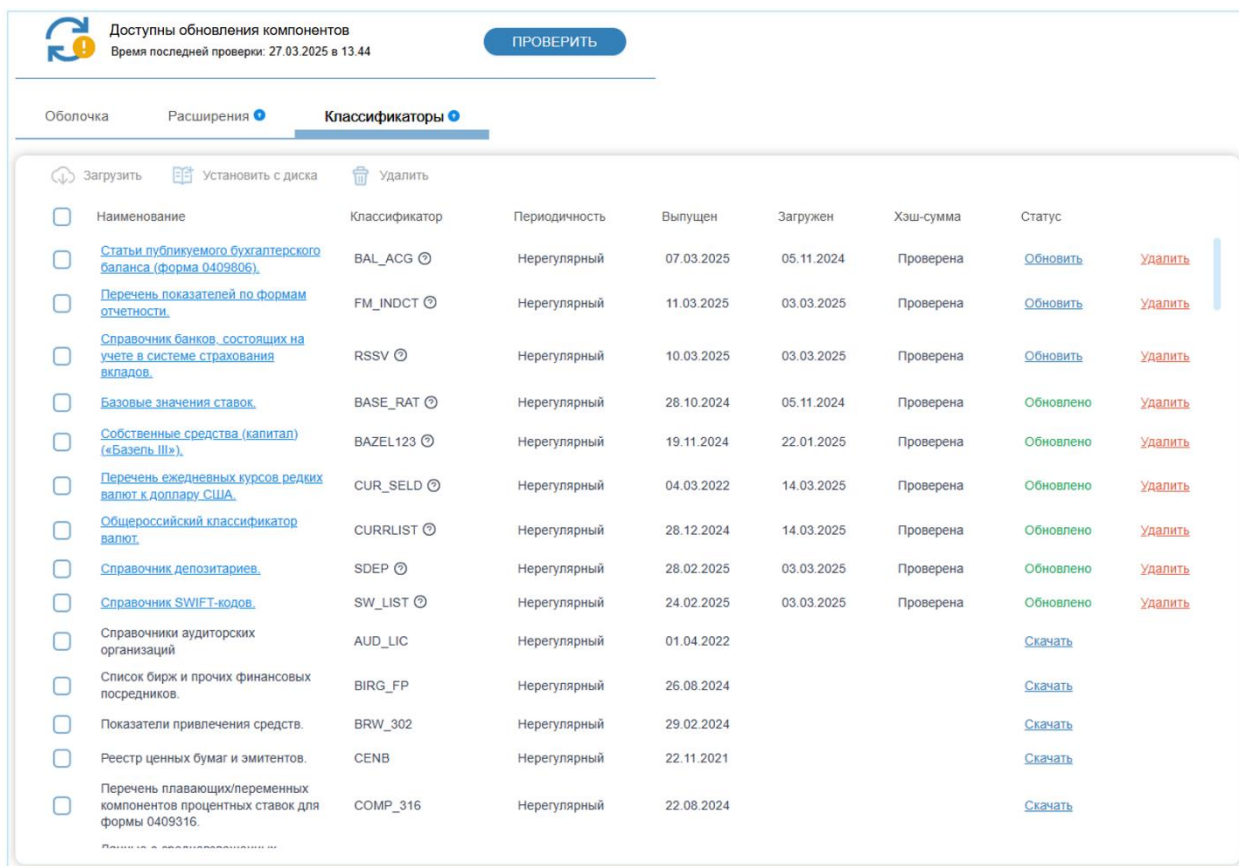 Доступны обновления компонентов
Время последней проверки: 27.03.2025 в 13.44
ПРОВЕРИТЬ
Оболочка Расширения Классификаторы
Загрузить Установить с диска Удалить
Наименование Классификатор Периодичность Выпущен Загружен Хэш-сумма Статус
Статьи публикуемого бухгалтерского
баланса (форма 0409806).
BAL_ACG Нерегулярный 07.03.2025 05.11.2024 Проверена Обновить Удалить
Перечень показателей по формам
отчетности.
FM_INDCT Нерегулярный 11.03.2025 03.03.2025 Проверена Обновить Удалить
Справочник банков, состоящих на
учете в системе страхования
вкладов.
RSSV Нерегулярный 10.03.2025 03.03.2025 Проверена Обновить Удалить
Базовые значения ставок. BASE_RAT Нерегулярный 28.10.2024 05.11.2024 Проверена Обновлено Удалить
Собственные средства (капитал)
(«Базель III»).
BAZEL123 Нерегулярный 19.11.2024 22.01.2025 Проверена Обновлено Удалить
Перечень ежедневных курсов редких
валют к доллару США.
CUR_SELD Нерегулярный 04.03.2022 14.03.2025 Проверена Обновлено Удалить
Общероссийский классификатор
валют.
CURRLIST Нерегулярный 28.12.2024 14.03.2025 Проверена Обновлено Удалить
Справочник депозитариев. SDEP Нерегулярный 28.02.2025 03.03.2025 Проверена Обновлено Удалить
Справочник SWIFT-кодов. SW_LIST Нерегулярный 24.02.2025 03.03.2025 Проверена Обновлено Удалить
Справочники аудиторских
организаций
AUD_LIC Нерегулярный 01.04.2022 Скачать
Список бирж и прочих финансовых
посредников.
BIRG_FP Нерегулярный 26.08.2024 Скачать
Показатели привлечения средств. BRW_302 Нерегулярный 29.02.2024 Скачать
Реестр ценных бумаг и эмитентов. CENB Нерегулярный 22.11.2021 Скачать
Перечень плавающих/переменных
компонентов процентных ставок для
формы 0409316.
COMP_316 Нерегулярный 22.08.2024 Скачать